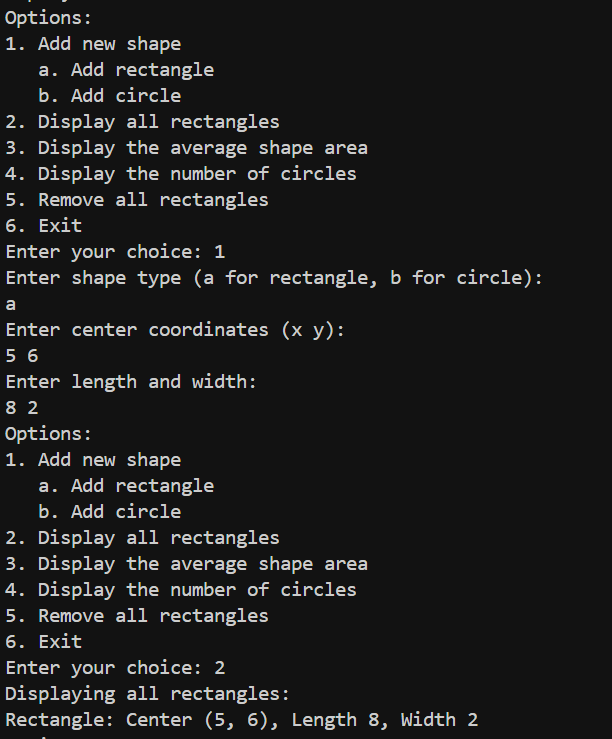 Options:
1. Add new shape
   a. Add rectangle
   b. Add circle
2. Display all rectangles
3. Display the average shape area
4. Display the number of circles
5. Remove all rectangles
6. Exit
Enter your choice: 1
Enter shape type (a for rectangle, b for circle):
a
Enter center coordinates (x y):
5 6
Enter length and width:
8 2
Options:
1. Add new shape
   a. Add rectangle
   b. Add circle
2. Display all rectangles
3. Display the average shape area
4. Display the number of circles
5. Remove all rectangles
6. Exit
Enter your choice: 2
Displaying all rectangles:
Rectangle: Center (5, 6), Length 8, Width 2